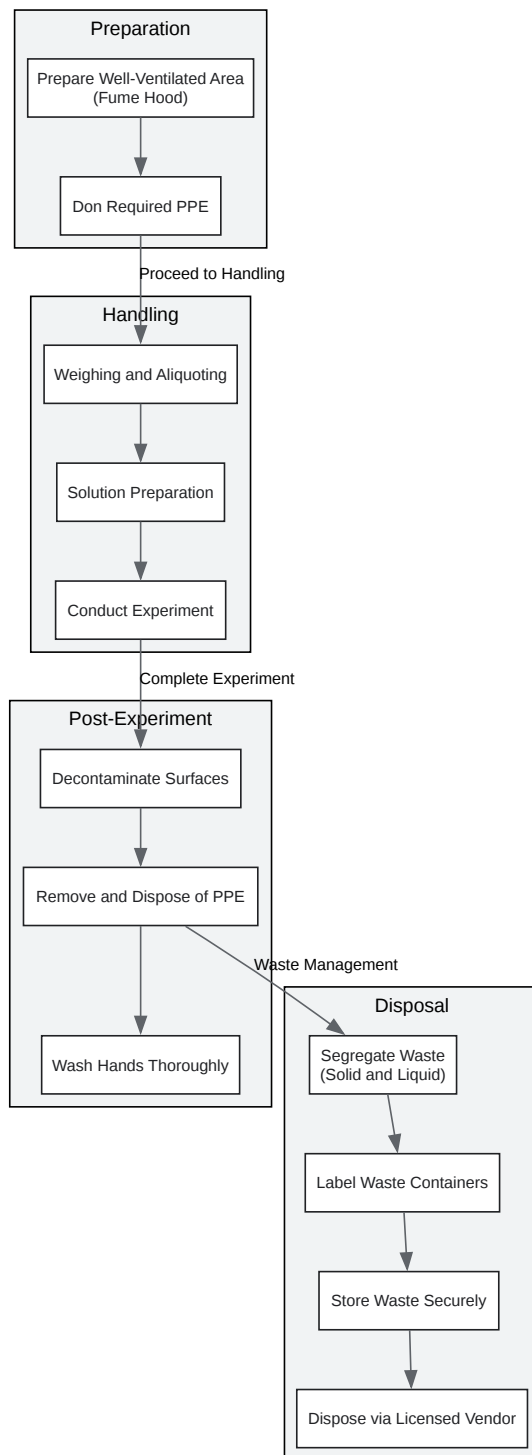 Preparation
Prepare Well-Ventilated Area
(Fume Hood)
Don Required PPE
Proceed to Handling
Handling
Weighing and Aliquoting
Solution Preparation
Conduct Experiment
Complete Experiment
Post-Experiment
Decontaminate Surfaces
Remove and Dispose of PPE
Waste Management
Wash Hands Thoroughly
Disposal
Segregate Waste
(Solid and Liquid)
Label Waste Containers
Store Waste Securely
Dispose via Licensed Vendor